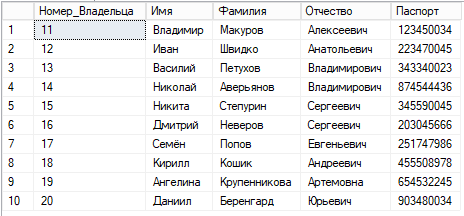 Номер_Владельца Имя Фамилия Отчество Паспорт
1 11 Владимир Макуров Алексеевич 123450034
2 12 Иван Швидко Анатольевич 223470045
3 13 Василий Петухов Владимирович 343340023
4 14 Николай Аверьянов Владимирович 874544436
5 15 Никита Степурин Сергеевич 345590045
6 16 Дмитрий Неверов Сергеевич 203045666
7 17 Семён Попов Евгеньевич 251747986
8 18 Кирилл Кошик Андреевич 455508978
9 19 Ангелина Крупенникова Артемовна 654532245
10 20 Даниил Беренгард Юрьевич 903480034